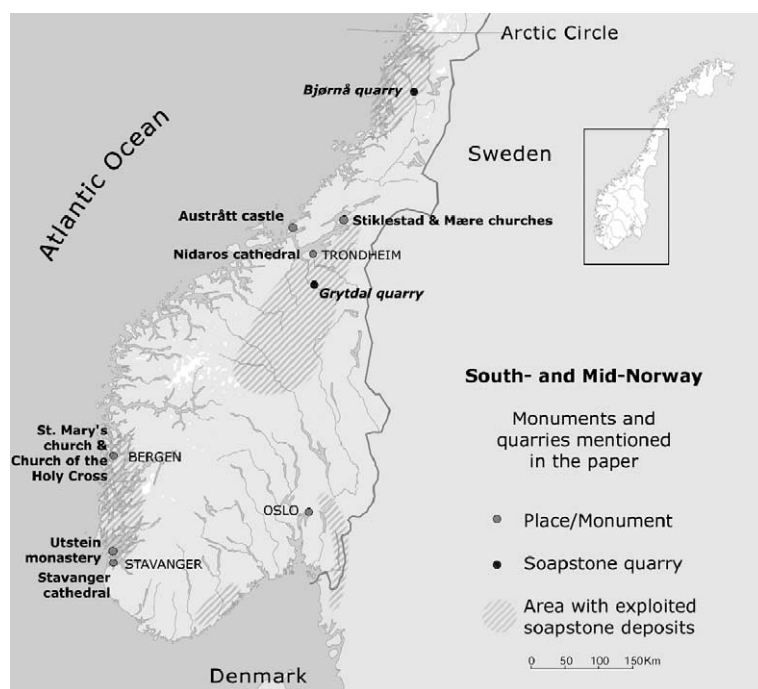 Arctic Circle
Bjørnå quarry
Atlantic Ocean
Sweden
Austrått castle
Stiklestad & Mære churches
Nidaros cathedral
TRONDHEIM
Grytdal quarry
South- and Mid-Norway
Monuments and
quarries mentioned
in the paper
St. Mary's
church &
Church of the
Holy Cross
BERGEN
OSLO
Place/Monument
Utstein
monastery
STAVANGER
Stavanger
cathedral
Soapstone quarry
Area with exploited
soapstone deposits
0 50 100 150Km
Denmark